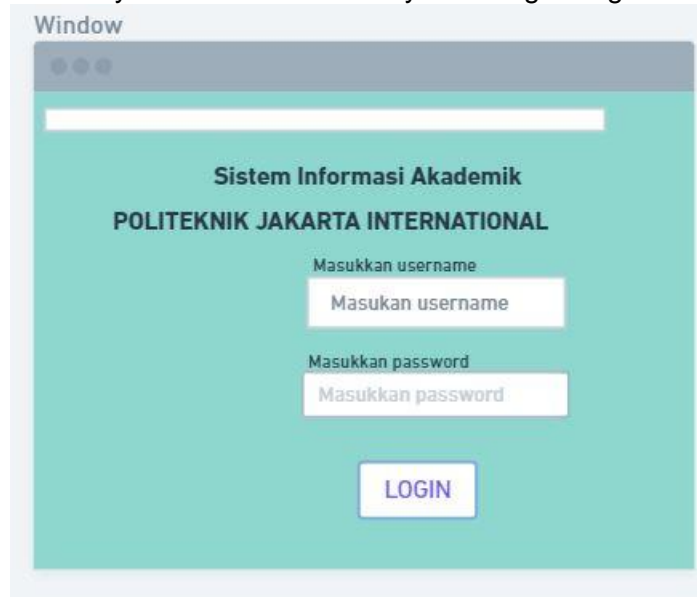 Window
Sistem Informasi Akademik
POLITEKNIK JAKARTA INTERNATIONAL
Masukkan username
Masukan username
Masukkan password
Masukkan password
LOGIN